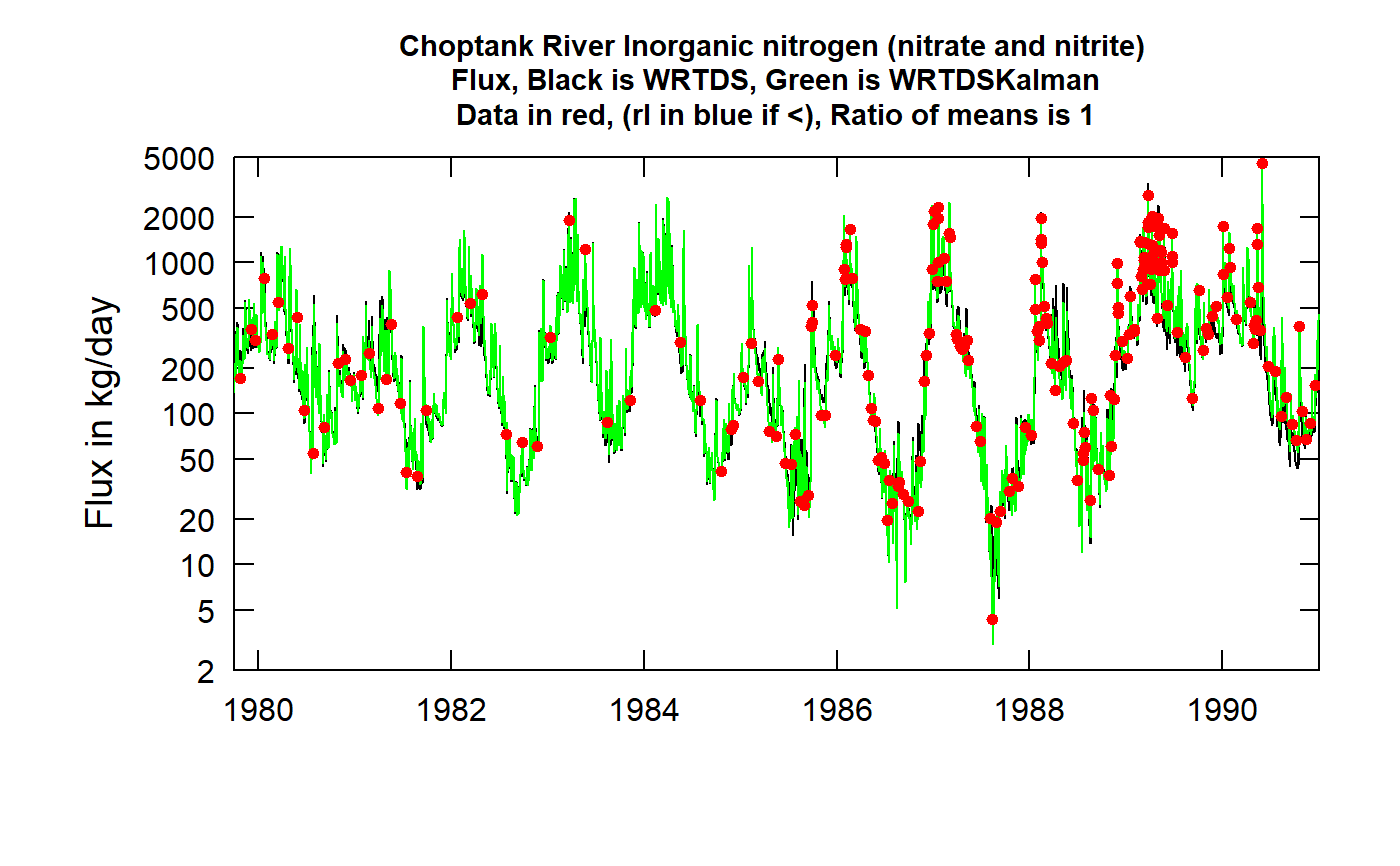 Choptank River Inorganic nitrogen (nitrate and nitrite)
Flux, Black is WRTDS, Green is WRTDSKalman
Data in red, (rl in blue if <), Ratio of means is 1
Flux in kg/day
5000
2000
1000
500
200
100
50
20
10
5
2
1980 1982 1984 1986 1988 1990